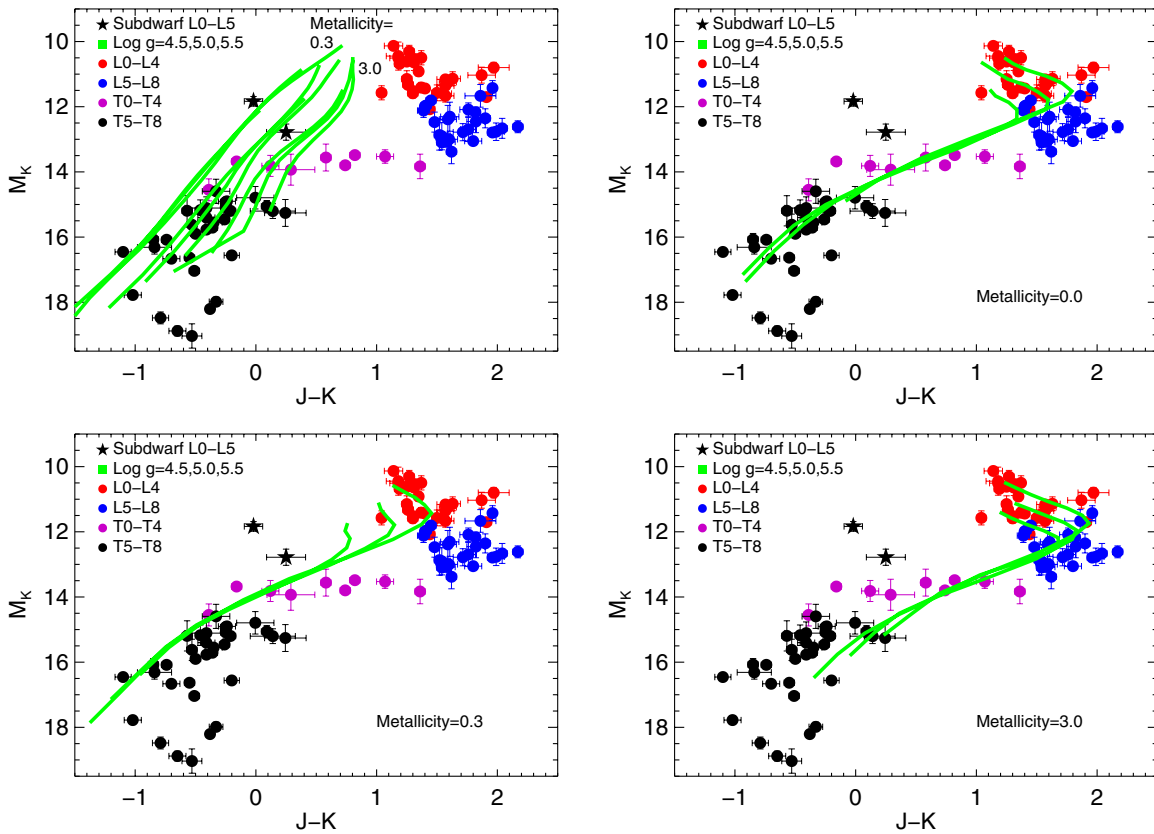 Subdwarf L0−L5
Log g=4.5,5.0,5.5
L0−L4
L5−L8
T0−T4
T5−T8
Metallicity=
0.3
3.0
10
12
14
16
18
M_K
−1
0
1
2
J−K
Subdwarf L0−L5
Log g=4.5,5.0,5.5
L0−L4
L5−L8
T0−T4
T5−T8
Metallicity=0.0
10
12
14
16
18
M_K
−1
0
1
2
J−K
Subdwarf L0−L5
Log g=4.5,5.0,5.5
L0−L4
L5−L8
T0−T4
T5−T8
Metallicity=0.3
10
12
14
16
18
M_K
−1
0
1
2
J−K
Subdwarf L0−L5
Log g=4.5,5.0,5.5
L0−L4
L5−L8
T0−T4
T5−T8
Metallicity=3.0
10
12
14
16
18
M_K
−1
0
1
2
J−K